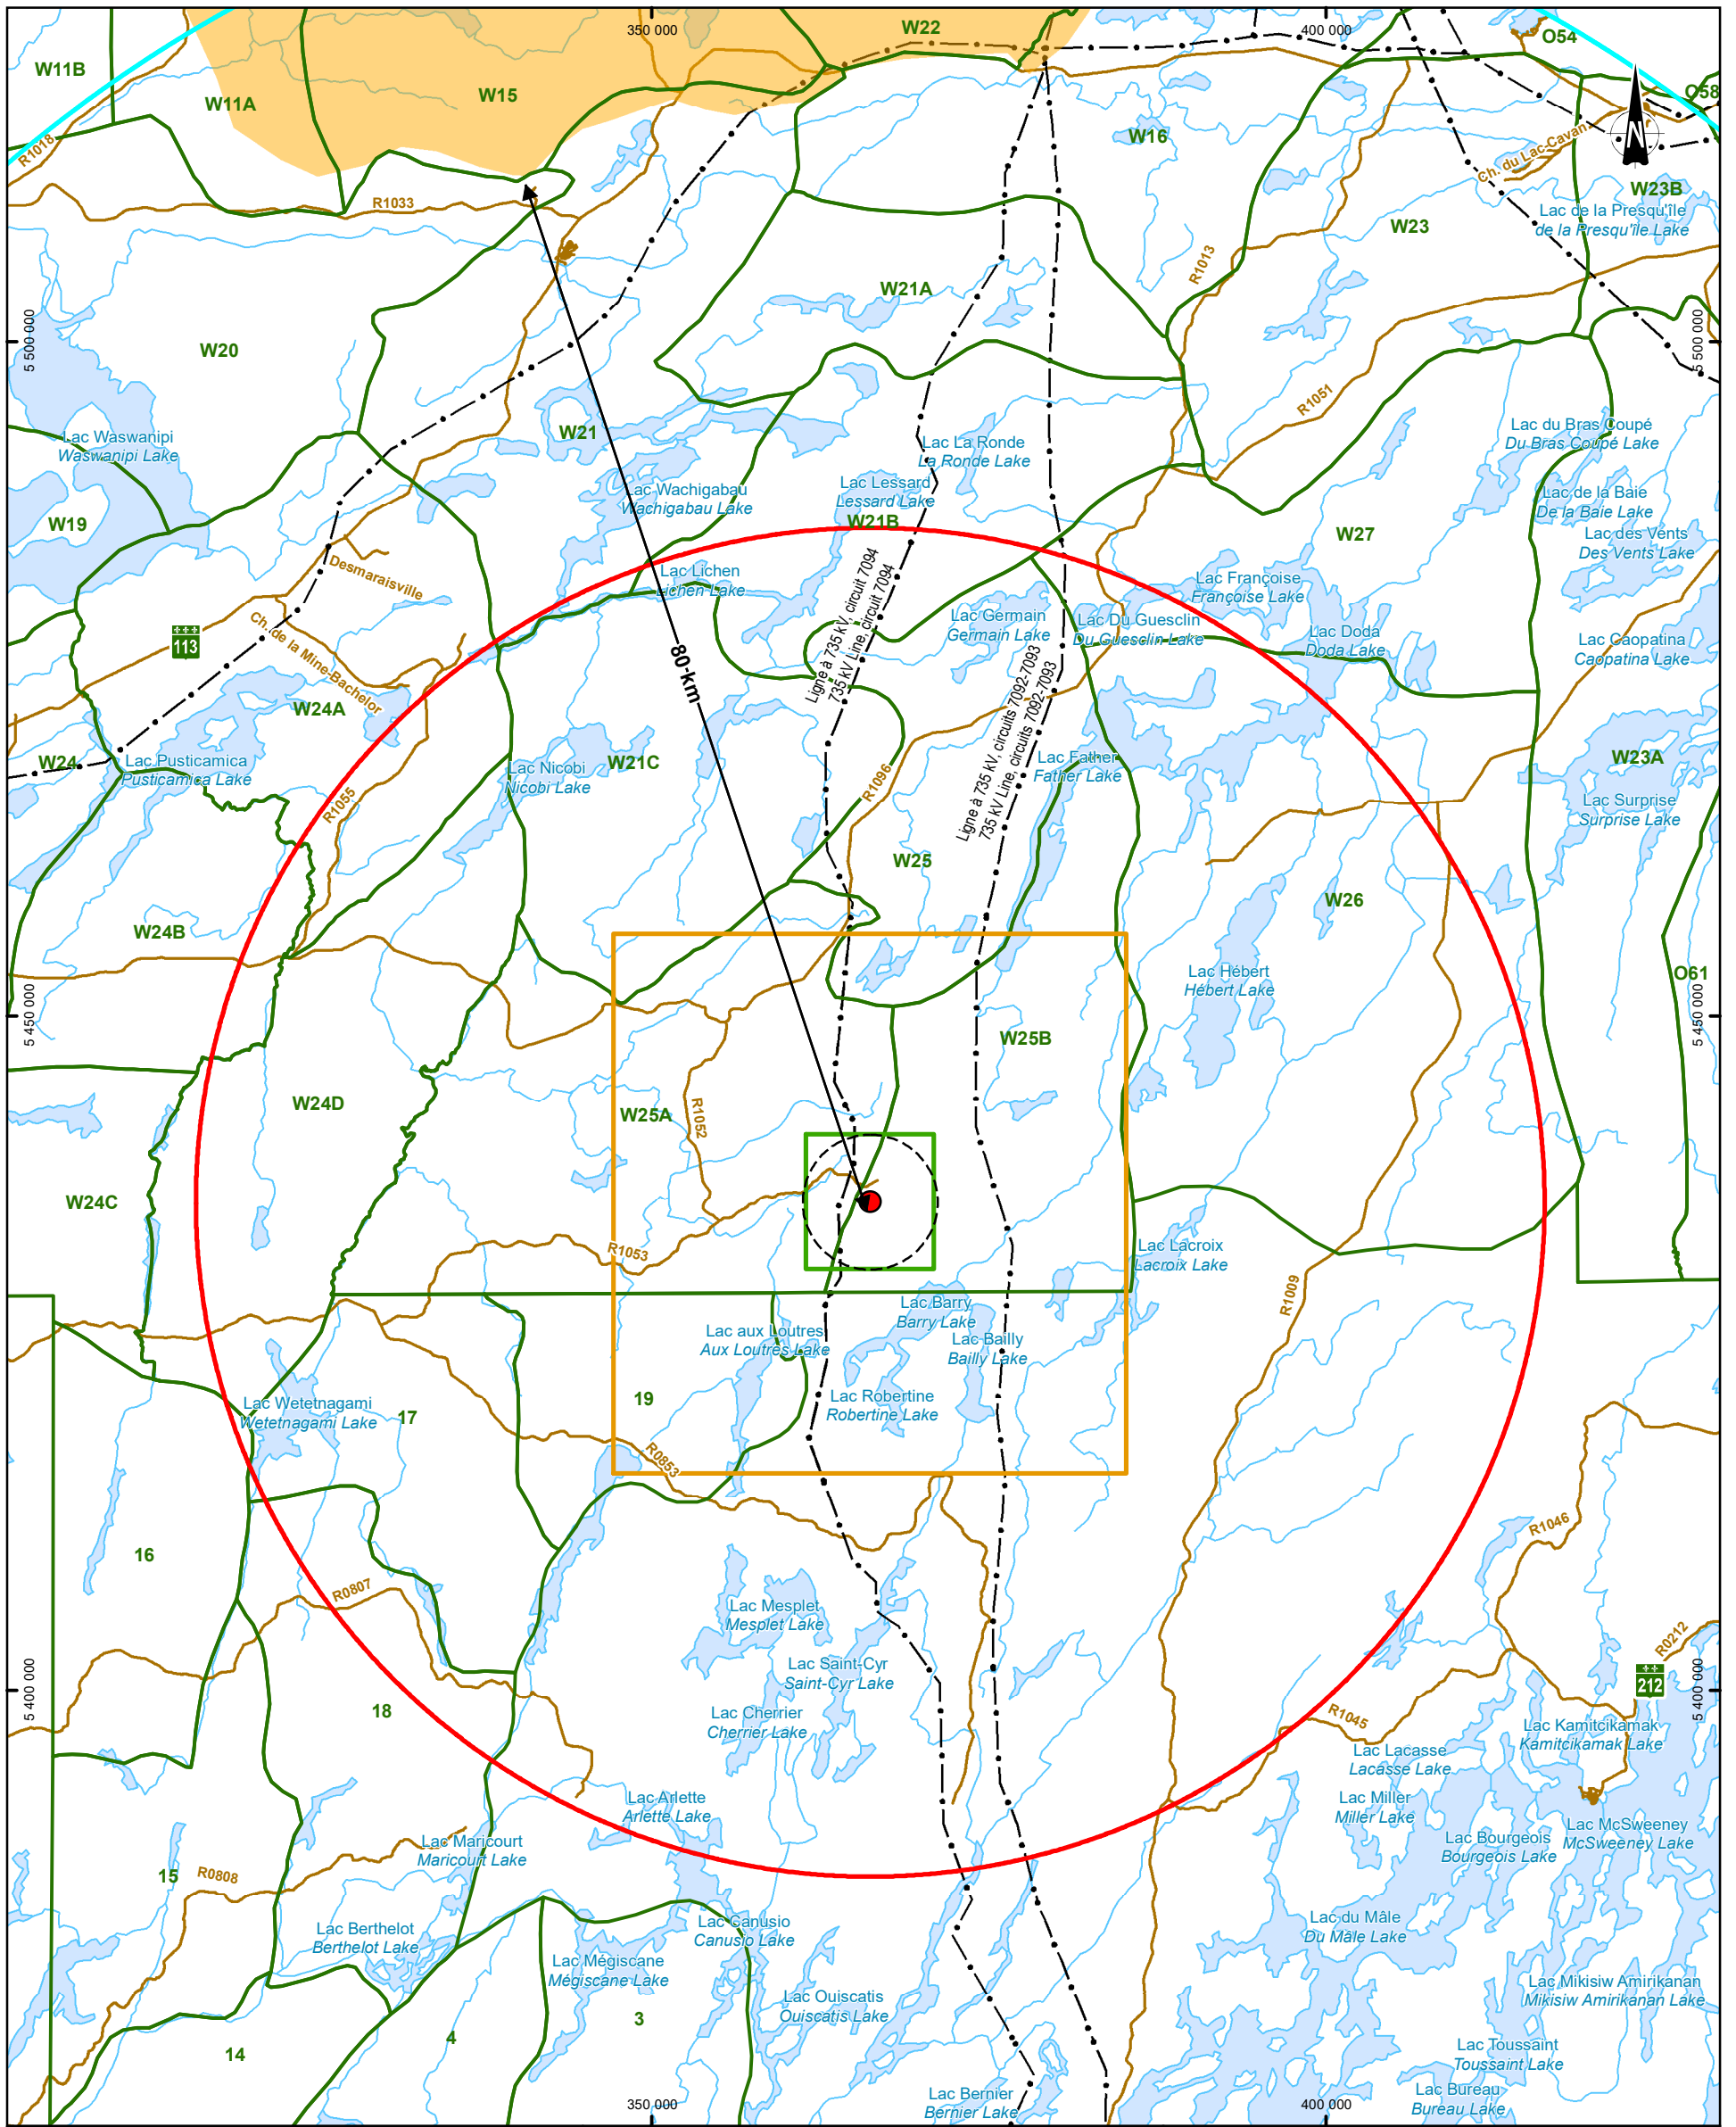 350 000
400 000
W22
O54
W11B
W15
W11A
O58
W16
R1018
Ch. du Lac-Cavan
W23B
R1033
Lac de la Presqu'île
de la Presqu'île Lake
W23
R1013
W21A
5 500 000
5 500 000
W20
R1051
Lac Waswanipi
Waswanipi Lake
W21
Lac du Bras Coupé
Du Bras Coupé Lake
Lac La Ronde
La Ronde Lake
Lac Wachigabau
Wachigabau Lake
Lac Lessard
Lessard Lake
Lac de la Baie
De la Baie Lake
W19
W21B
W27
Lac des Vents
Des Vents Lake
Desmaraisville
Lac Lichen
Lichen Lake
Lac Françoise
Françoise Lake
Ligne à 735 kV, circuit 7094
735 kV Line, circuit 7094
Lac Germain
Germain Lake
Lac Du Guesclin
Du Guesclin Lake
Lac Doda
Doda Lake
Lac Caopatina
Caopatina Lake
113
Ch. de la Mine-Bachelor
80-km
Ligne à 735 kV, circuits 7092-7093
735 kV Line, circuits 7092-7093
W24A
W24
Lac Pusticamica
Pusticamica Lake
Lac Nicobi
Nicobi Lake
W21C
R1096
Lac Father
Father Lake
W23A
R1055
Lac Surprise
Surprise Lake
W25
W26
W24B
Lac Hébert
Hébert Lake
O61
5 450 000
5 450 000
W25B
W24D
W25A
R1052
W24C
R1053
Lac Lacroix
Lacroix Lake
R1009
Lac Barry
Barry Lake
Lac aux Loutres
Aux Loutres Lake
Lac Bailly
Bailly Lake
19
Lac Wetetnagami
Wetetnagami Lake
17
Lac Robertine
Robertine Lake
R0853
R1046
16
R0807
Lac Mesplet
Mesplet Lake
R0212
Lac Saint-Cyr
Saint-Cyr Lake
212
5 400 000
5 400 000
18
Lac Cherrier
Cherrier Lake
R1045
Lac Kamitcikamak
Kamitcikamak Lake
Lac Lacasse
Lacasse Lake
Lac Arlette
Arlette Lake
Lac Miller
Miller Lake
Lac McSweeney
McSweeney Lake
Lac Maricourt
Maricourt Lake
Lac Bourgeois
Bourgeois Lake
15
R0808
Lac Canusio
Canusio Lake
Lac du Mâle
Du Mâle Lake
Lac Berthelot
Berthelot Lake
Lac Mégiscane
Mégiscane Lake
Lac Mikisiw Amirikanan
Mikisiw Amirikanan Lake
Lac Ouiscatis
Ouiscatis Lake
3
4
14
Lac Toussaint
Toussaint Lake
Lac Bernier
Bernier Lake
Lac Bureau
Bureau Lake
350 000
400 000
N